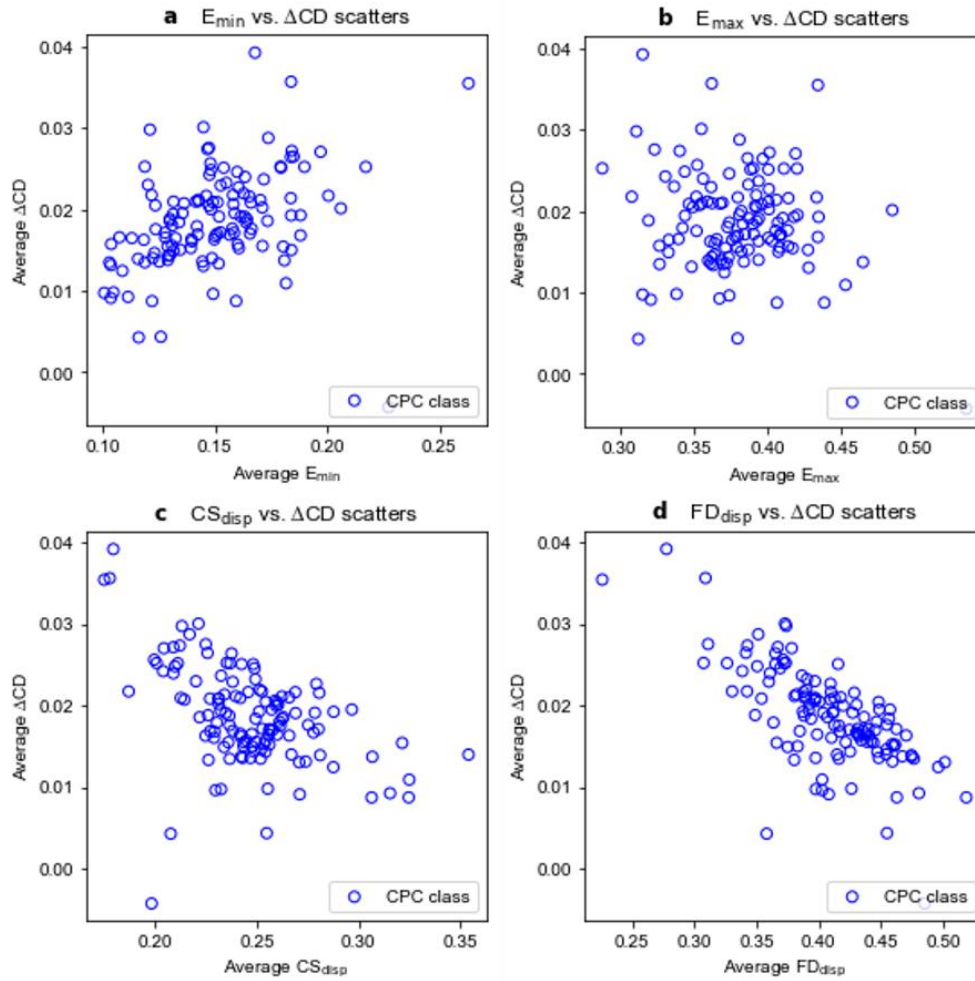 a E_min vs. ΔCD scatters
Average ΔCD
0.04
0.03
0.02
0.01
0.00
CPC class
0.10 0.15 0.20 0.25
Average E_min
b E_max vs. ΔCD scatters
Average ΔCD
0.04
0.03
0.02
0.01
0.00
CPC class
0.30 0.35 0.40 0.45 0.50
Average E_max
c CS_disp vs. ΔCD scatters
Average ΔCD
0.04
0.03
0.02
0.01
0.00
CPC class
0.20 0.25 0.30 0.35
Average CS_disp
d FD_disp vs. ΔCD scatters
Average ΔCD
0.04
0.03
0.02
0.01
0.00
CPC class
0.25 0.30 0.35 0.40 0.45 0.50
Average FD_disp